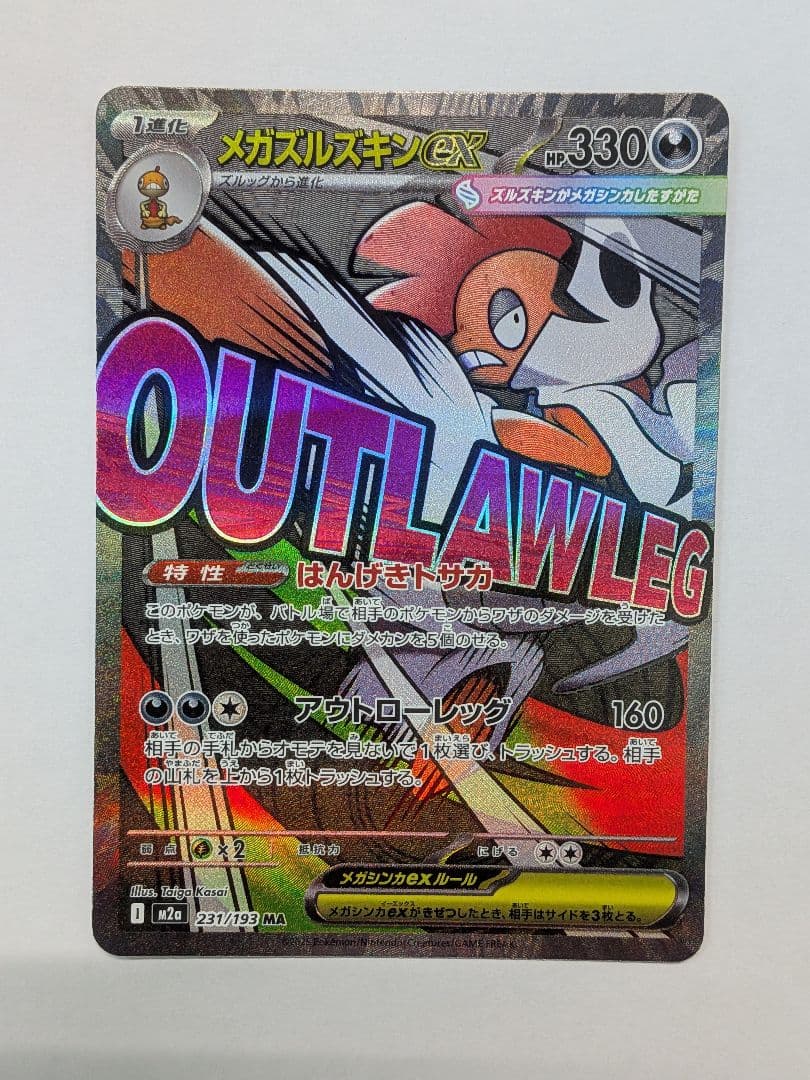 1進化
メガズルズキンex
HP330
ズルッグから進化
ズルズキンがメガシンカしたすがた
OUTLAWLEG
特性 はんげきトサカ
このポケモンが、バトル場で相手のポケモンからワザのダメージを受けた
とき、ワザを使ったポケモンにダメカンを5個のせる。
アウトローレッグ 160
相手の手札からオモテを見ないで1枚選び、トラッシュする。相手
の山札を上から1枚トラッシュする。
弱点 ×2 抵抗力 にげる
メガシンカexルール
メガシンカexがきぜつしたとき、相手はサイドを3枚とる。
Illus. Taiga Kasai
I m2a 231/193 MA
©2025 Pokémon/Nintendo/Creatures/GAME FREAK